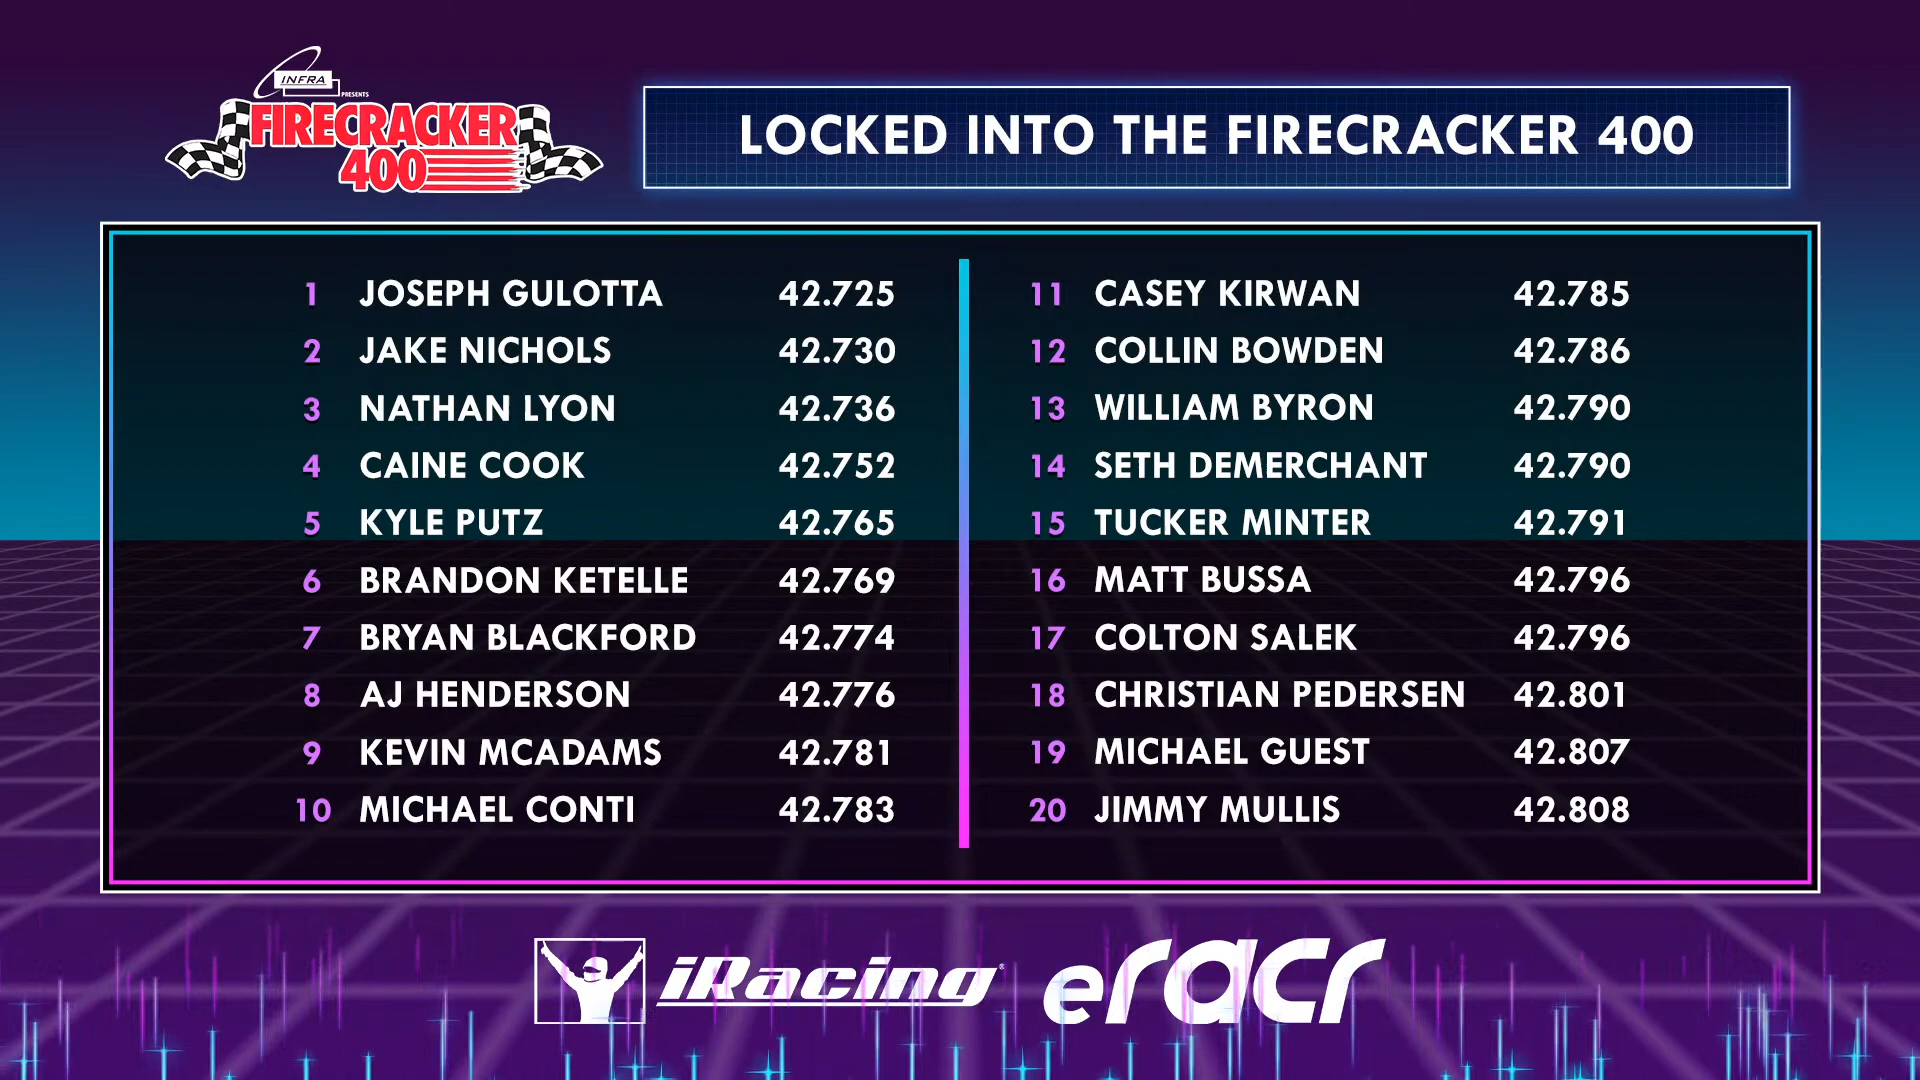 INFRA
PRESENTS
FIRECRACKER
400
LOCKED INTO THE FIRECRACKER 400
1 JOSEPH GULOTTA 42.725
2 JAKE NICHOLS 42.730
3 NATHAN LYON 42.736
4 CAINE COOK 42.752
5 KYLE PUTZ 42.765
6 BRANDON KETELLE 42.769
7 BRYAN BLACKFORD 42.774
8 AJ HENDERSON 42.776
9 KEVIN MCADAMS 42.781
10 MICHAEL CONTI 42.783
11 CASEY KIRWAN 42.785
12 COLLIN BOWDEN 42.786
13 WILLIAM BYRON 42.790
14 SETH DEMERCHANT 42.790
15 TUCKER MINTER 42.791
16 MATT BUSSA 42.796
17 COLTON SALEK 42.796
18 CHRISTIAN PEDERSEN 42.801
19 MICHAEL GUEST 42.807
20 JIMMY MULLIS 42.808
iRacing®
eracr